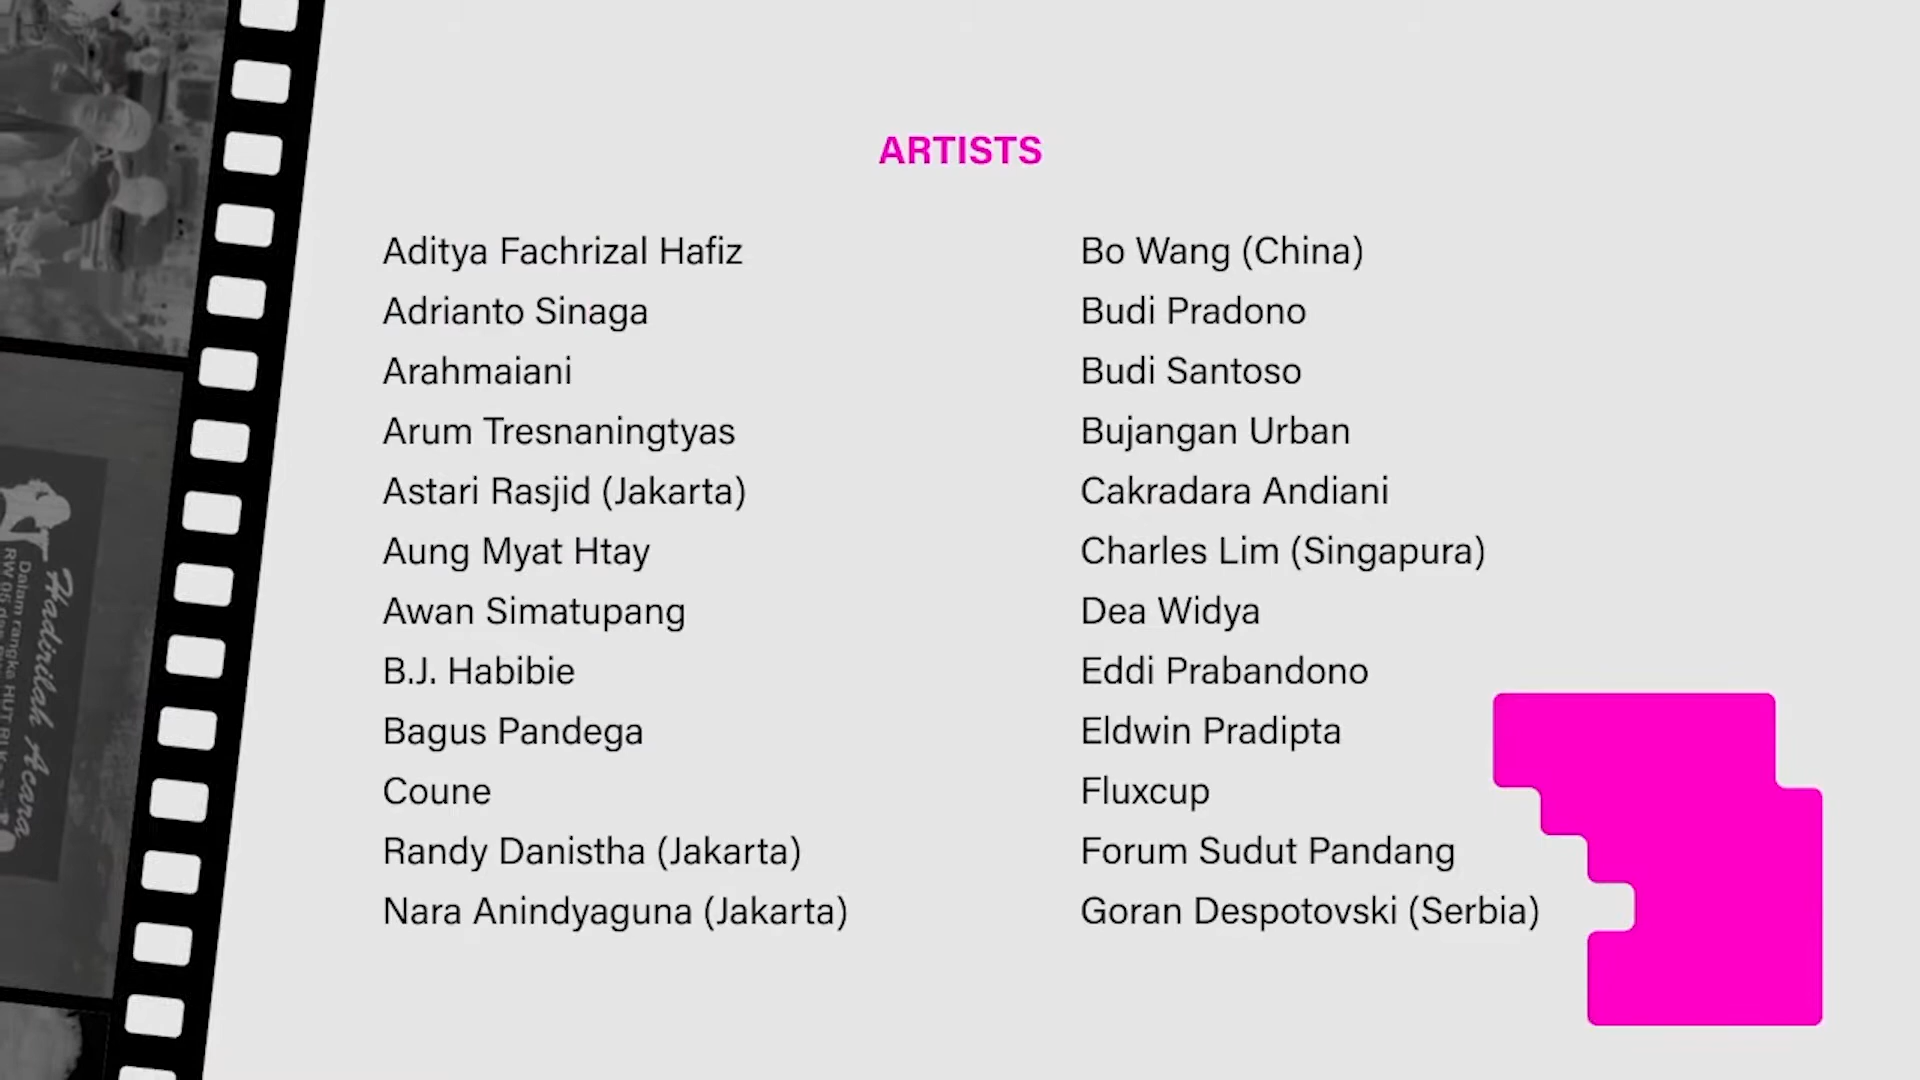 ARTISTS
Aditya Fachrizal Hafiz
Adrianto Sinaga
Arahmaiani
Arum Tresnaningtyas
Astari Rasjid (Jakarta)
Aung Myat Htay
Awan Simatupang
B.J. Habibie
Bagus Pandega
Coune
Randy Danistha (Jakarta)
Nara Anindyaguna (Jakarta)
Bo Wang (China)
Budi Pradono
Budi Santoso
Bujangan Urban
Cakradara Andiani
Charles Lim (Singapura)
Dea Widya
Eddi Prabandono
Eldwin Pradipta
Fluxcup
Forum Sudut Pandang
Goran Despotovski (Serbia)
Hadirilah Acara
Dalam rangka HUT RI
RW 05